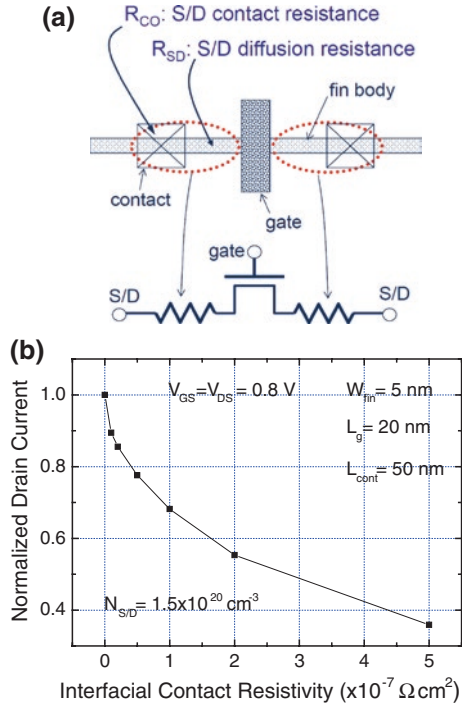 (a)
R_CO: S/D contact resistance
R_SD: S/D diffusion resistance
fin body
contact
gate
gate
S/D
S/D
(b)
V_GS=V_DS= 0.8 V
W_fin= 5 nm
L_g= 20 nm
L_cont= 50 nm
N_S/D= 1.5x10^20 cm^-3
Normalized Drain Current
1.0
0.8
0.6
0.4
0 1 2 3 4 5
Interfacial Contact Resistivity (x10^-7 Ω cm^2)